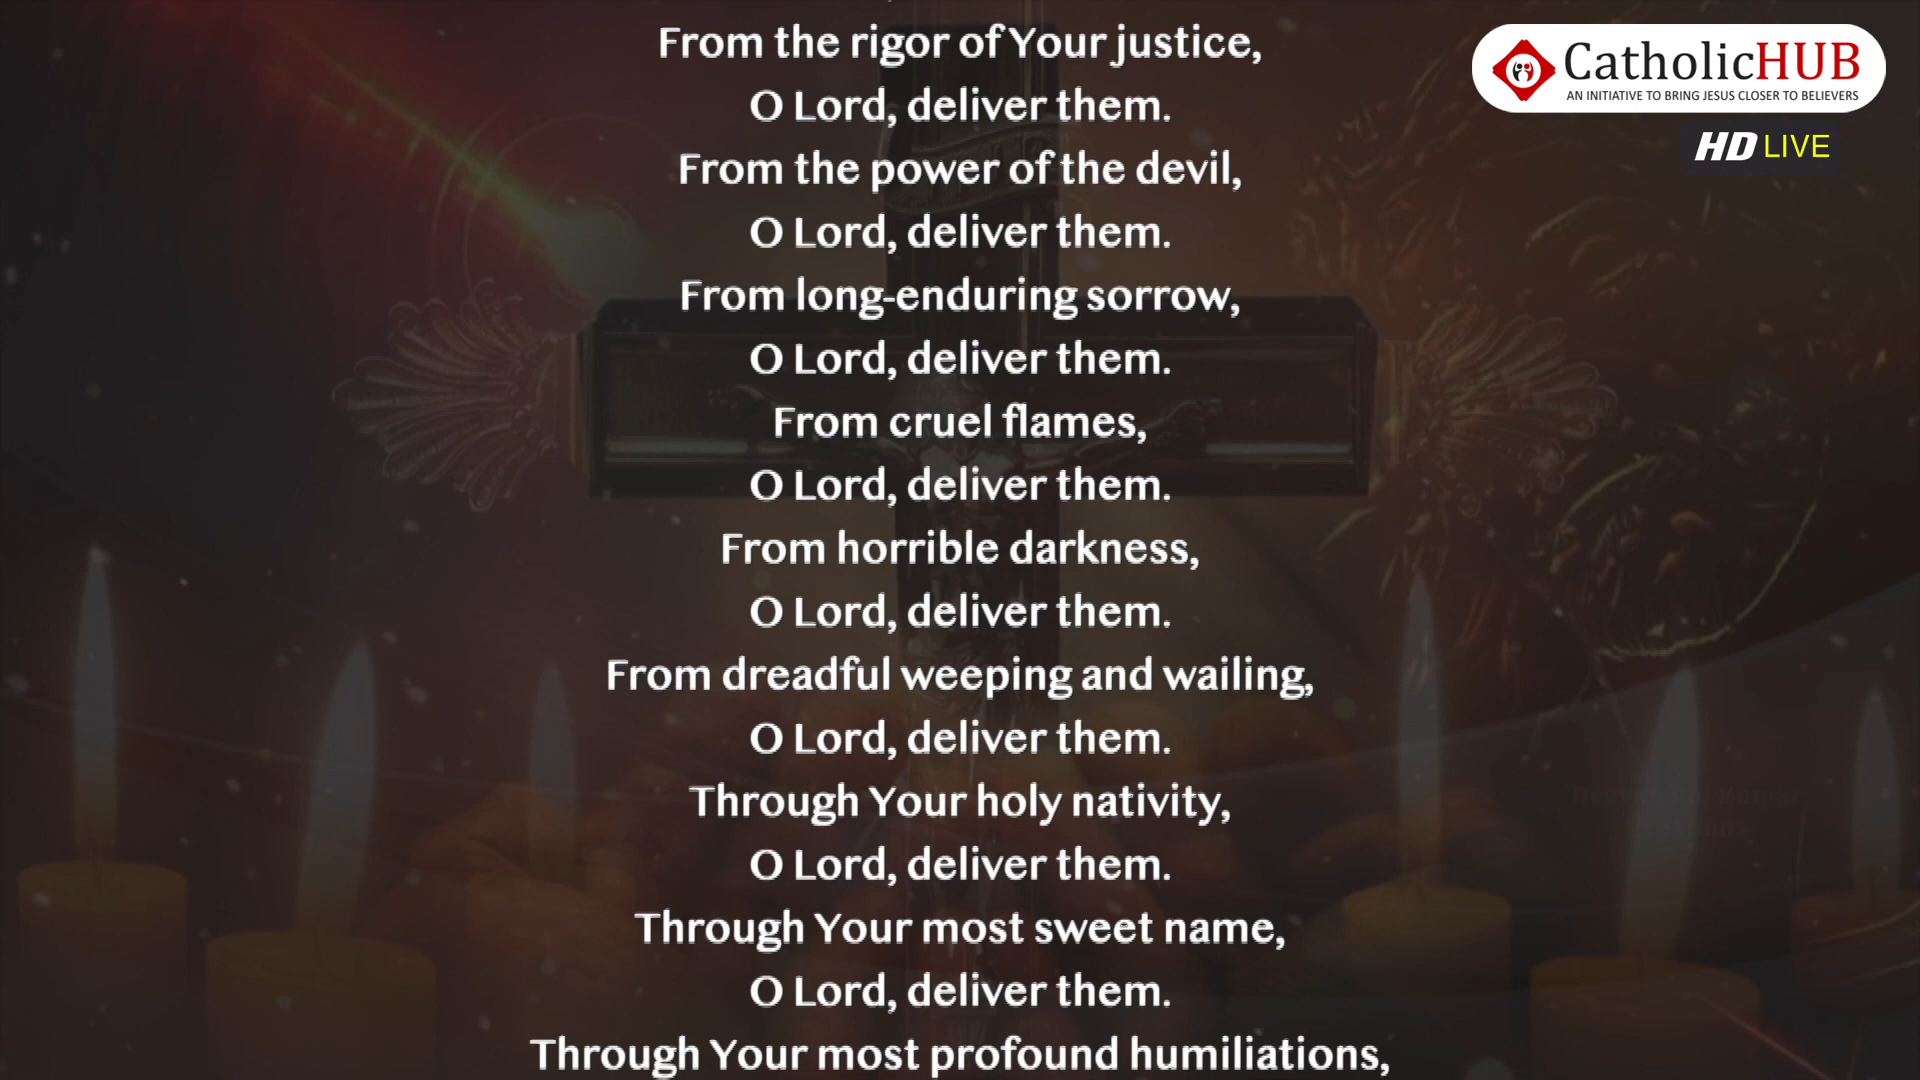 From the rigor of Your justice,
O Lord, deliver them.
From the power of the devil,
O Lord, deliver them.
From long-enduring sorrow,
O Lord, deliver them.
From cruel flames,
O Lord, deliver them.
From horrible darkness,
O Lord, deliver them.
From dreadful weeping and wailing,
O Lord, deliver them.
Through Your holy nativity,
O Lord, deliver them.
Through Your most sweet name,
O Lord, deliver them.
Through Your most profound humiliations,
CatholicHUB
AN INITIATIVE TO BRING JESUS CLOSER TO BELIEVERS
HD LIVE